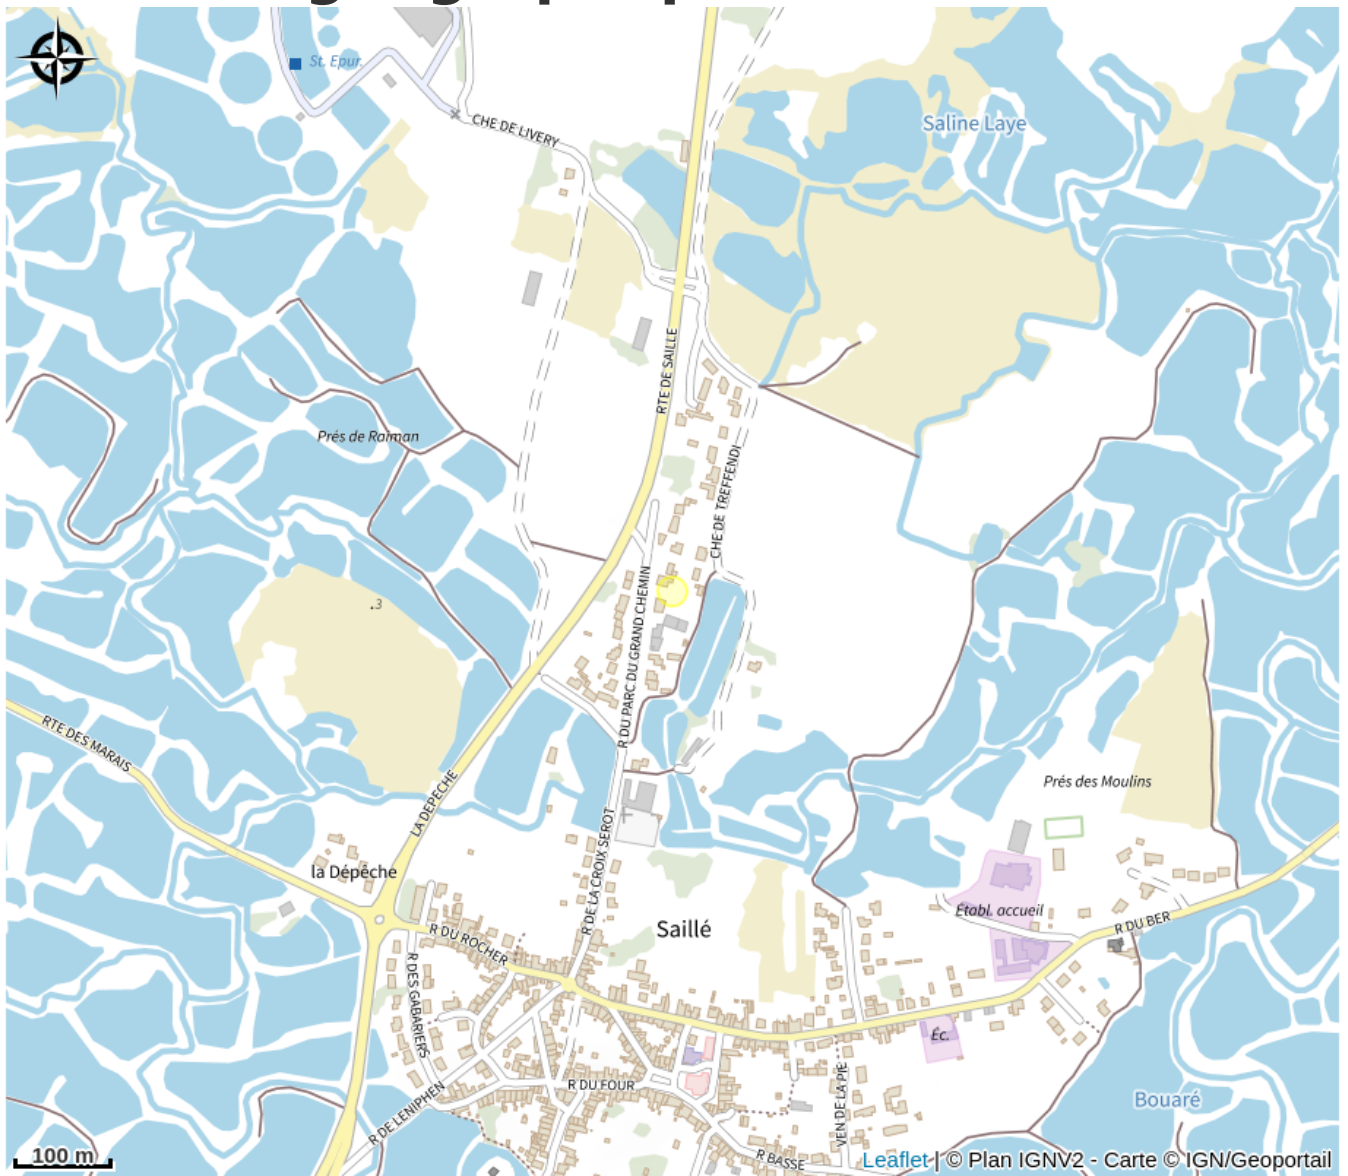 St. Epur.
CHE DE LIVERY
Saline Laye
RTE DE SAILLE
Prés de Raiman
CHE DE TREFFENDI
.3
R DU PARC DU GRAND CHEMIN
RTE DES MARAIS
LA DEPECHE
Prés des Moulins
la Dépêche
R DE LA CROIX SEROT
Établ. accueil
R DU BER
Saillé
R DU ROCHER
R DES GABARIERS
Éc.
R DU FOUR
VEN DE LA PIE
Bouaré
R DE LENIPHEN
R BASSE
100 m
Leaflet | © Plan IGNV2 - Carte © IGN/Geoportail